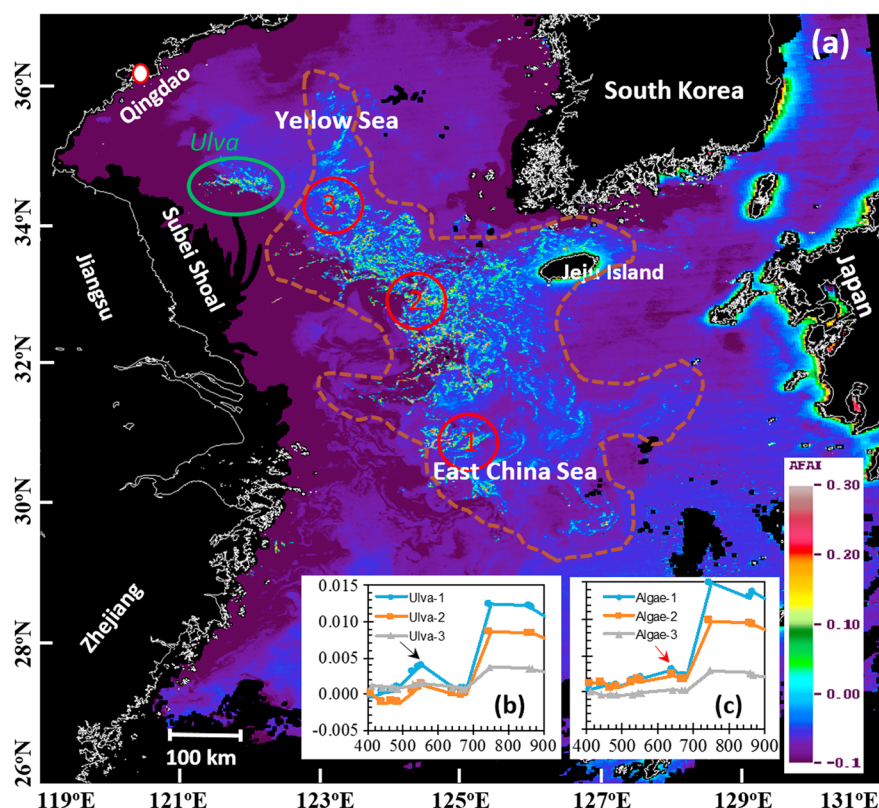 (a)
36°N
34°N
32°N
30°N
28°N
26°N
119°E
121°E
123°E
125°E
127°E
129°E
131°E
Qingdao
Yellow Sea
South Korea
Ulva
3
Subei Shoal
Jiangsu
Jeju Island
Japan
2
1
East China Sea
Zhejiang
100 km
AFAI
0.30
0.20
0.10
0.00
-0.1
0.015
0.010
0.005
0.000
-0.005
Ulva-1
Ulva-2
Ulva-3
(b)
400 500 600 700 800 900
Algae-1
Algae-2
Algae-3
(c)
400 500 600 700 800 900